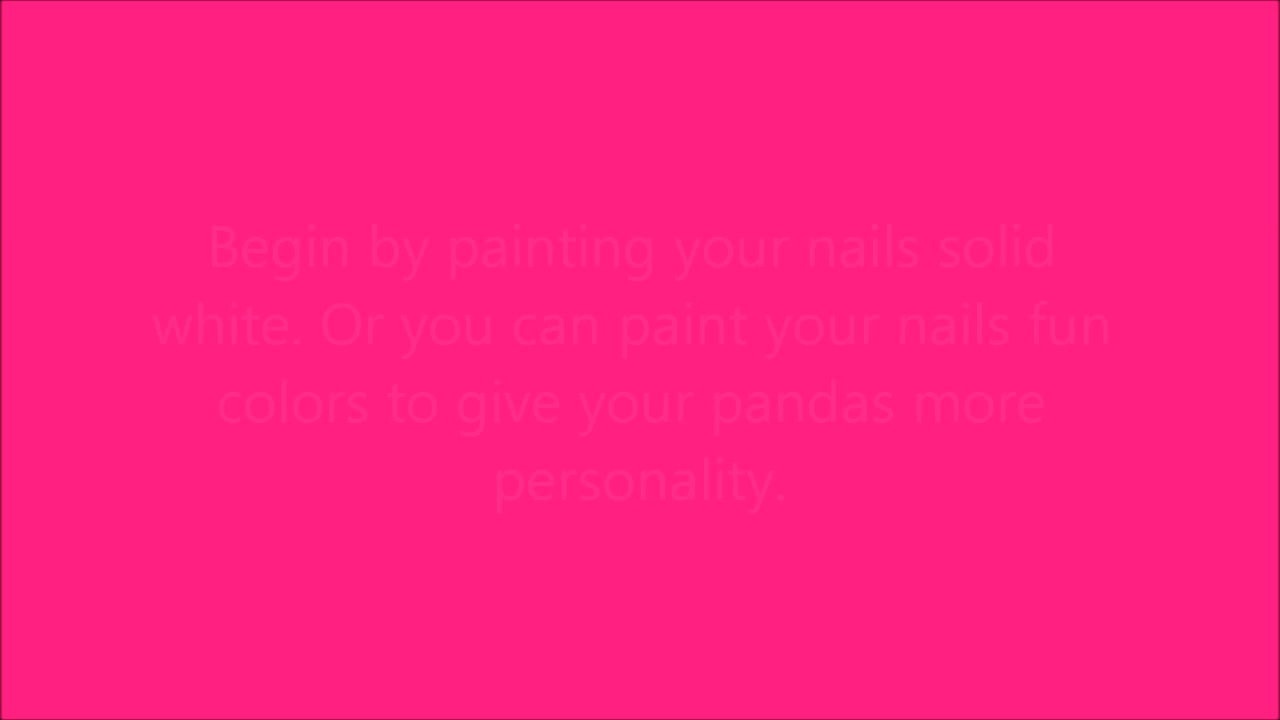 Begin by painting your nails solid
white. Or you can paint your nails fun
colors to give your pandas more
personality.